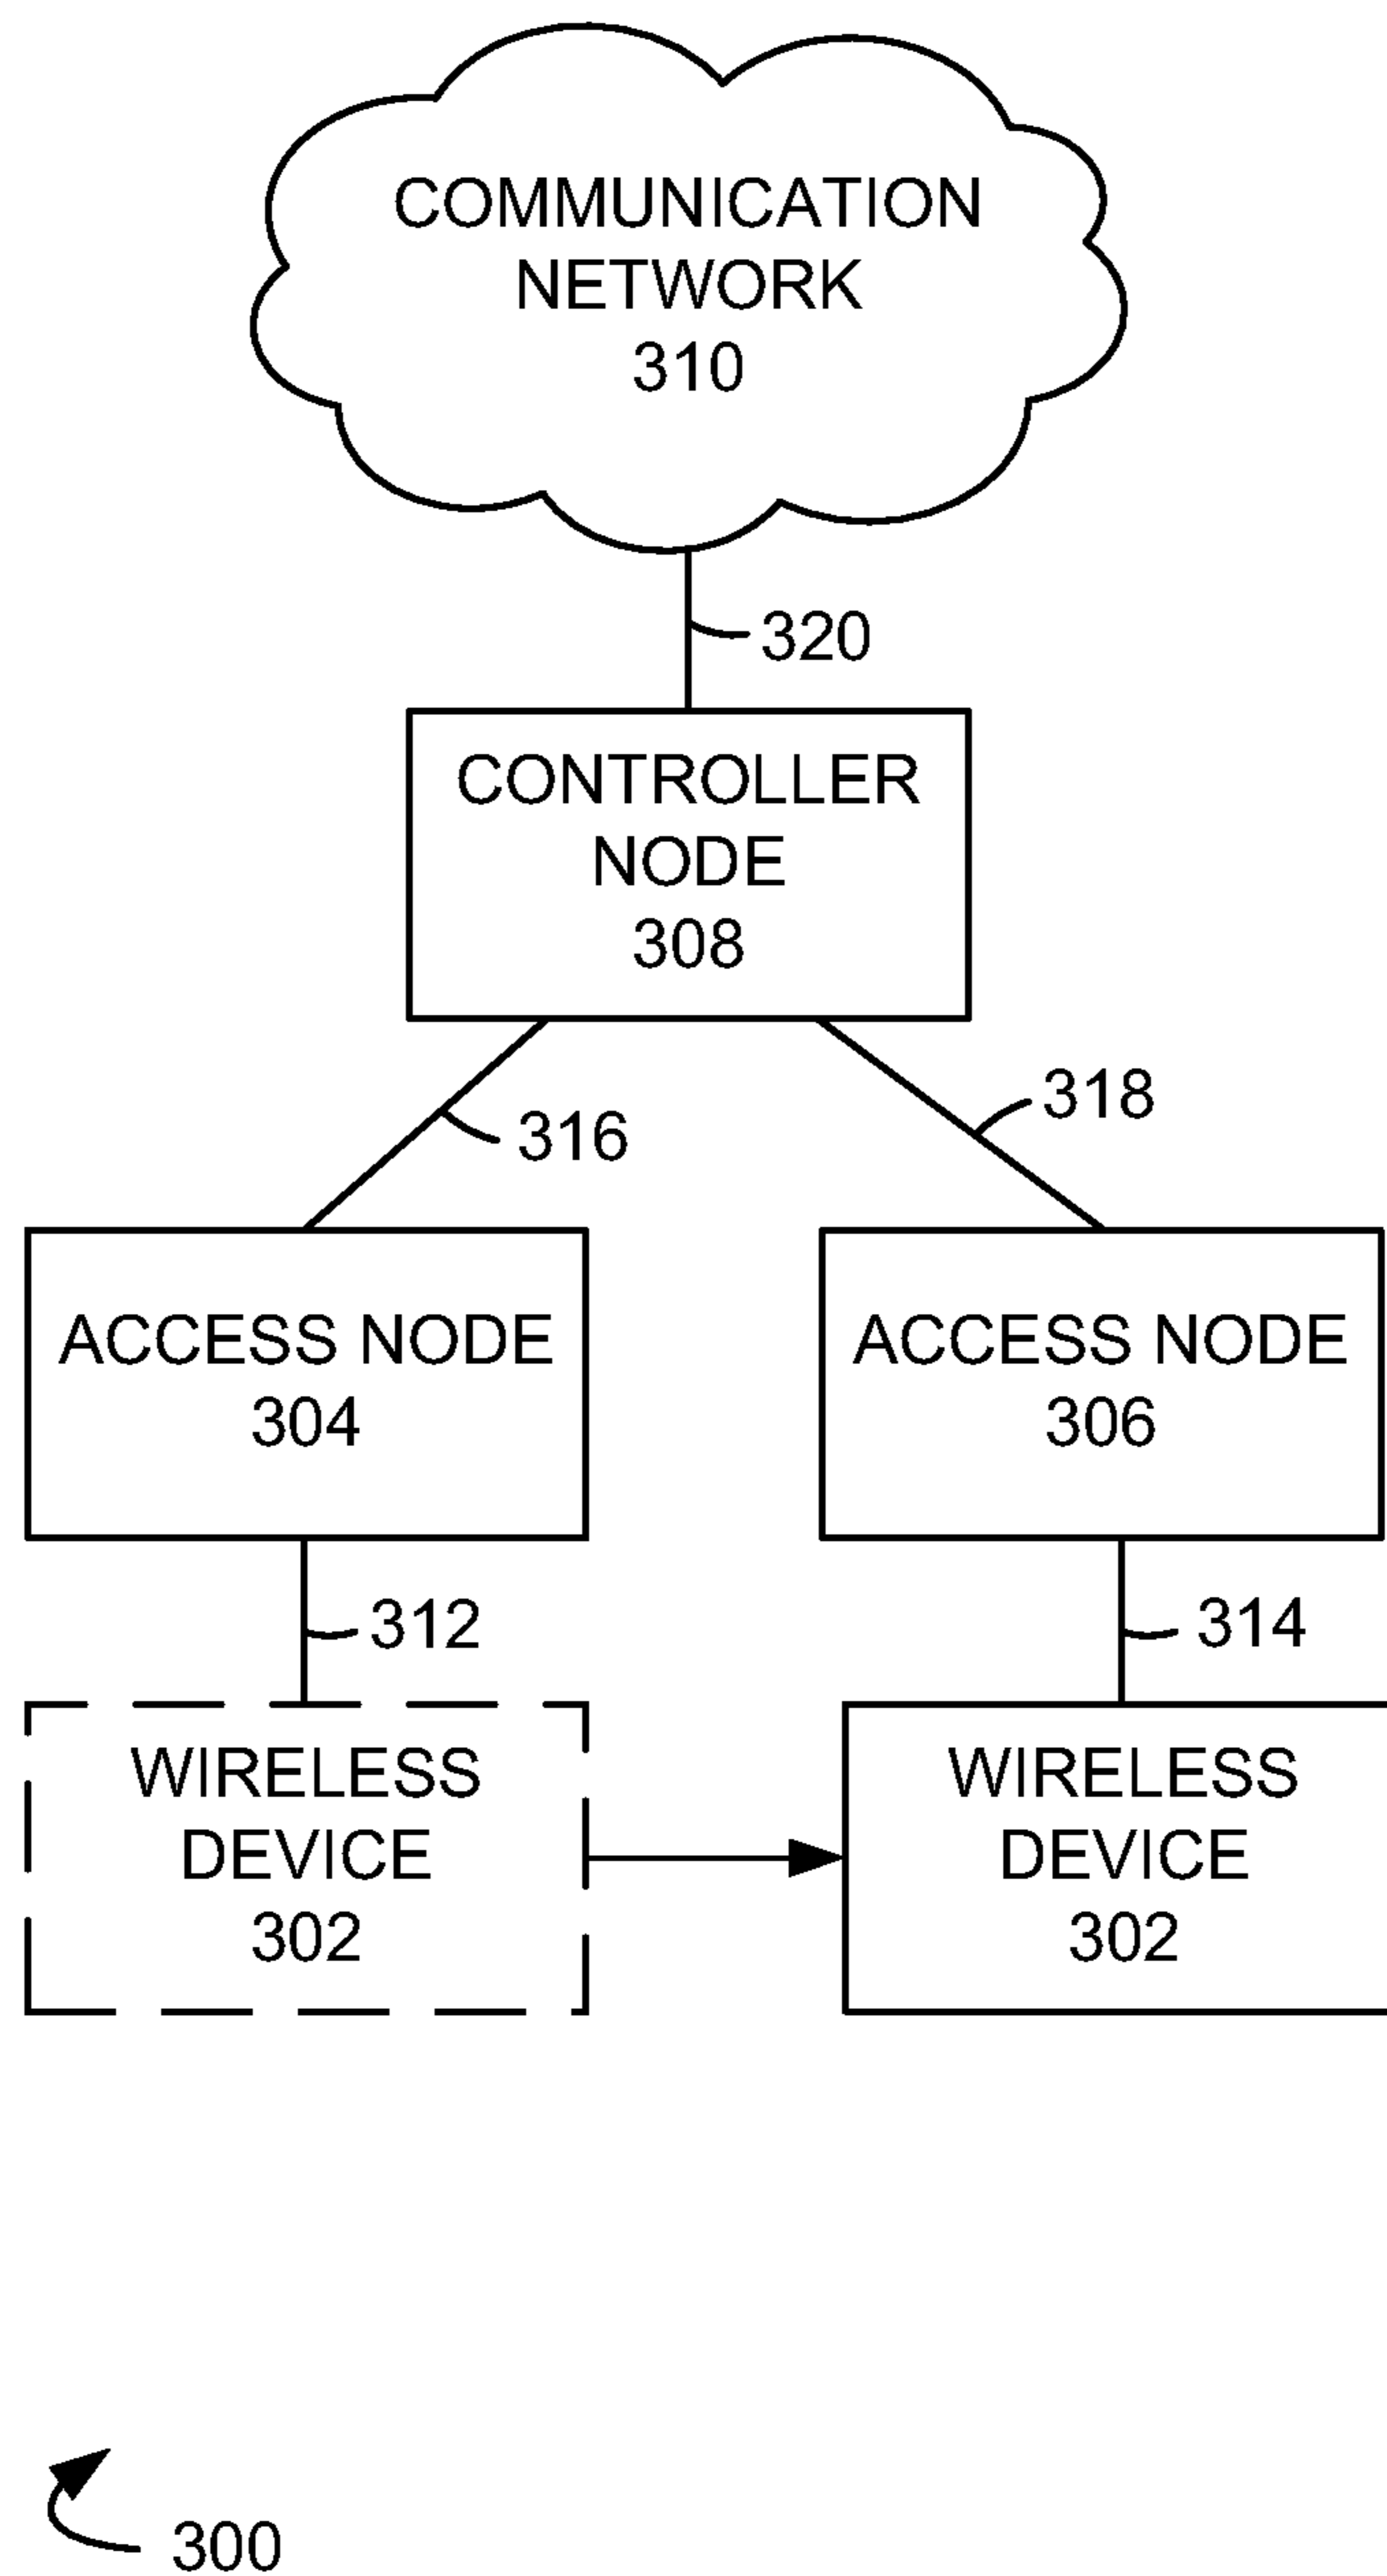 COMMUNICATION
NETWORK
310
320
CONTROLLER
NODE
308
316
318
ACCESS NODE
304
ACCESS NODE
306
312
314
WIRELESS
DEVICE
302
WIRELESS
DEVICE
302
300